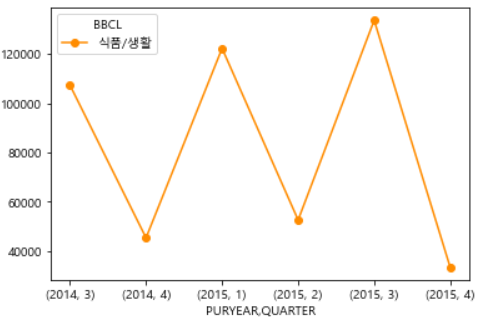 BBCL
식품/생활
120000
100000
80000
60000
40000
(2014, 3) (2014, 4) (2015, 1) (2015, 2) (2015, 3) (2015, 4)
PURYEAR,QUARTER